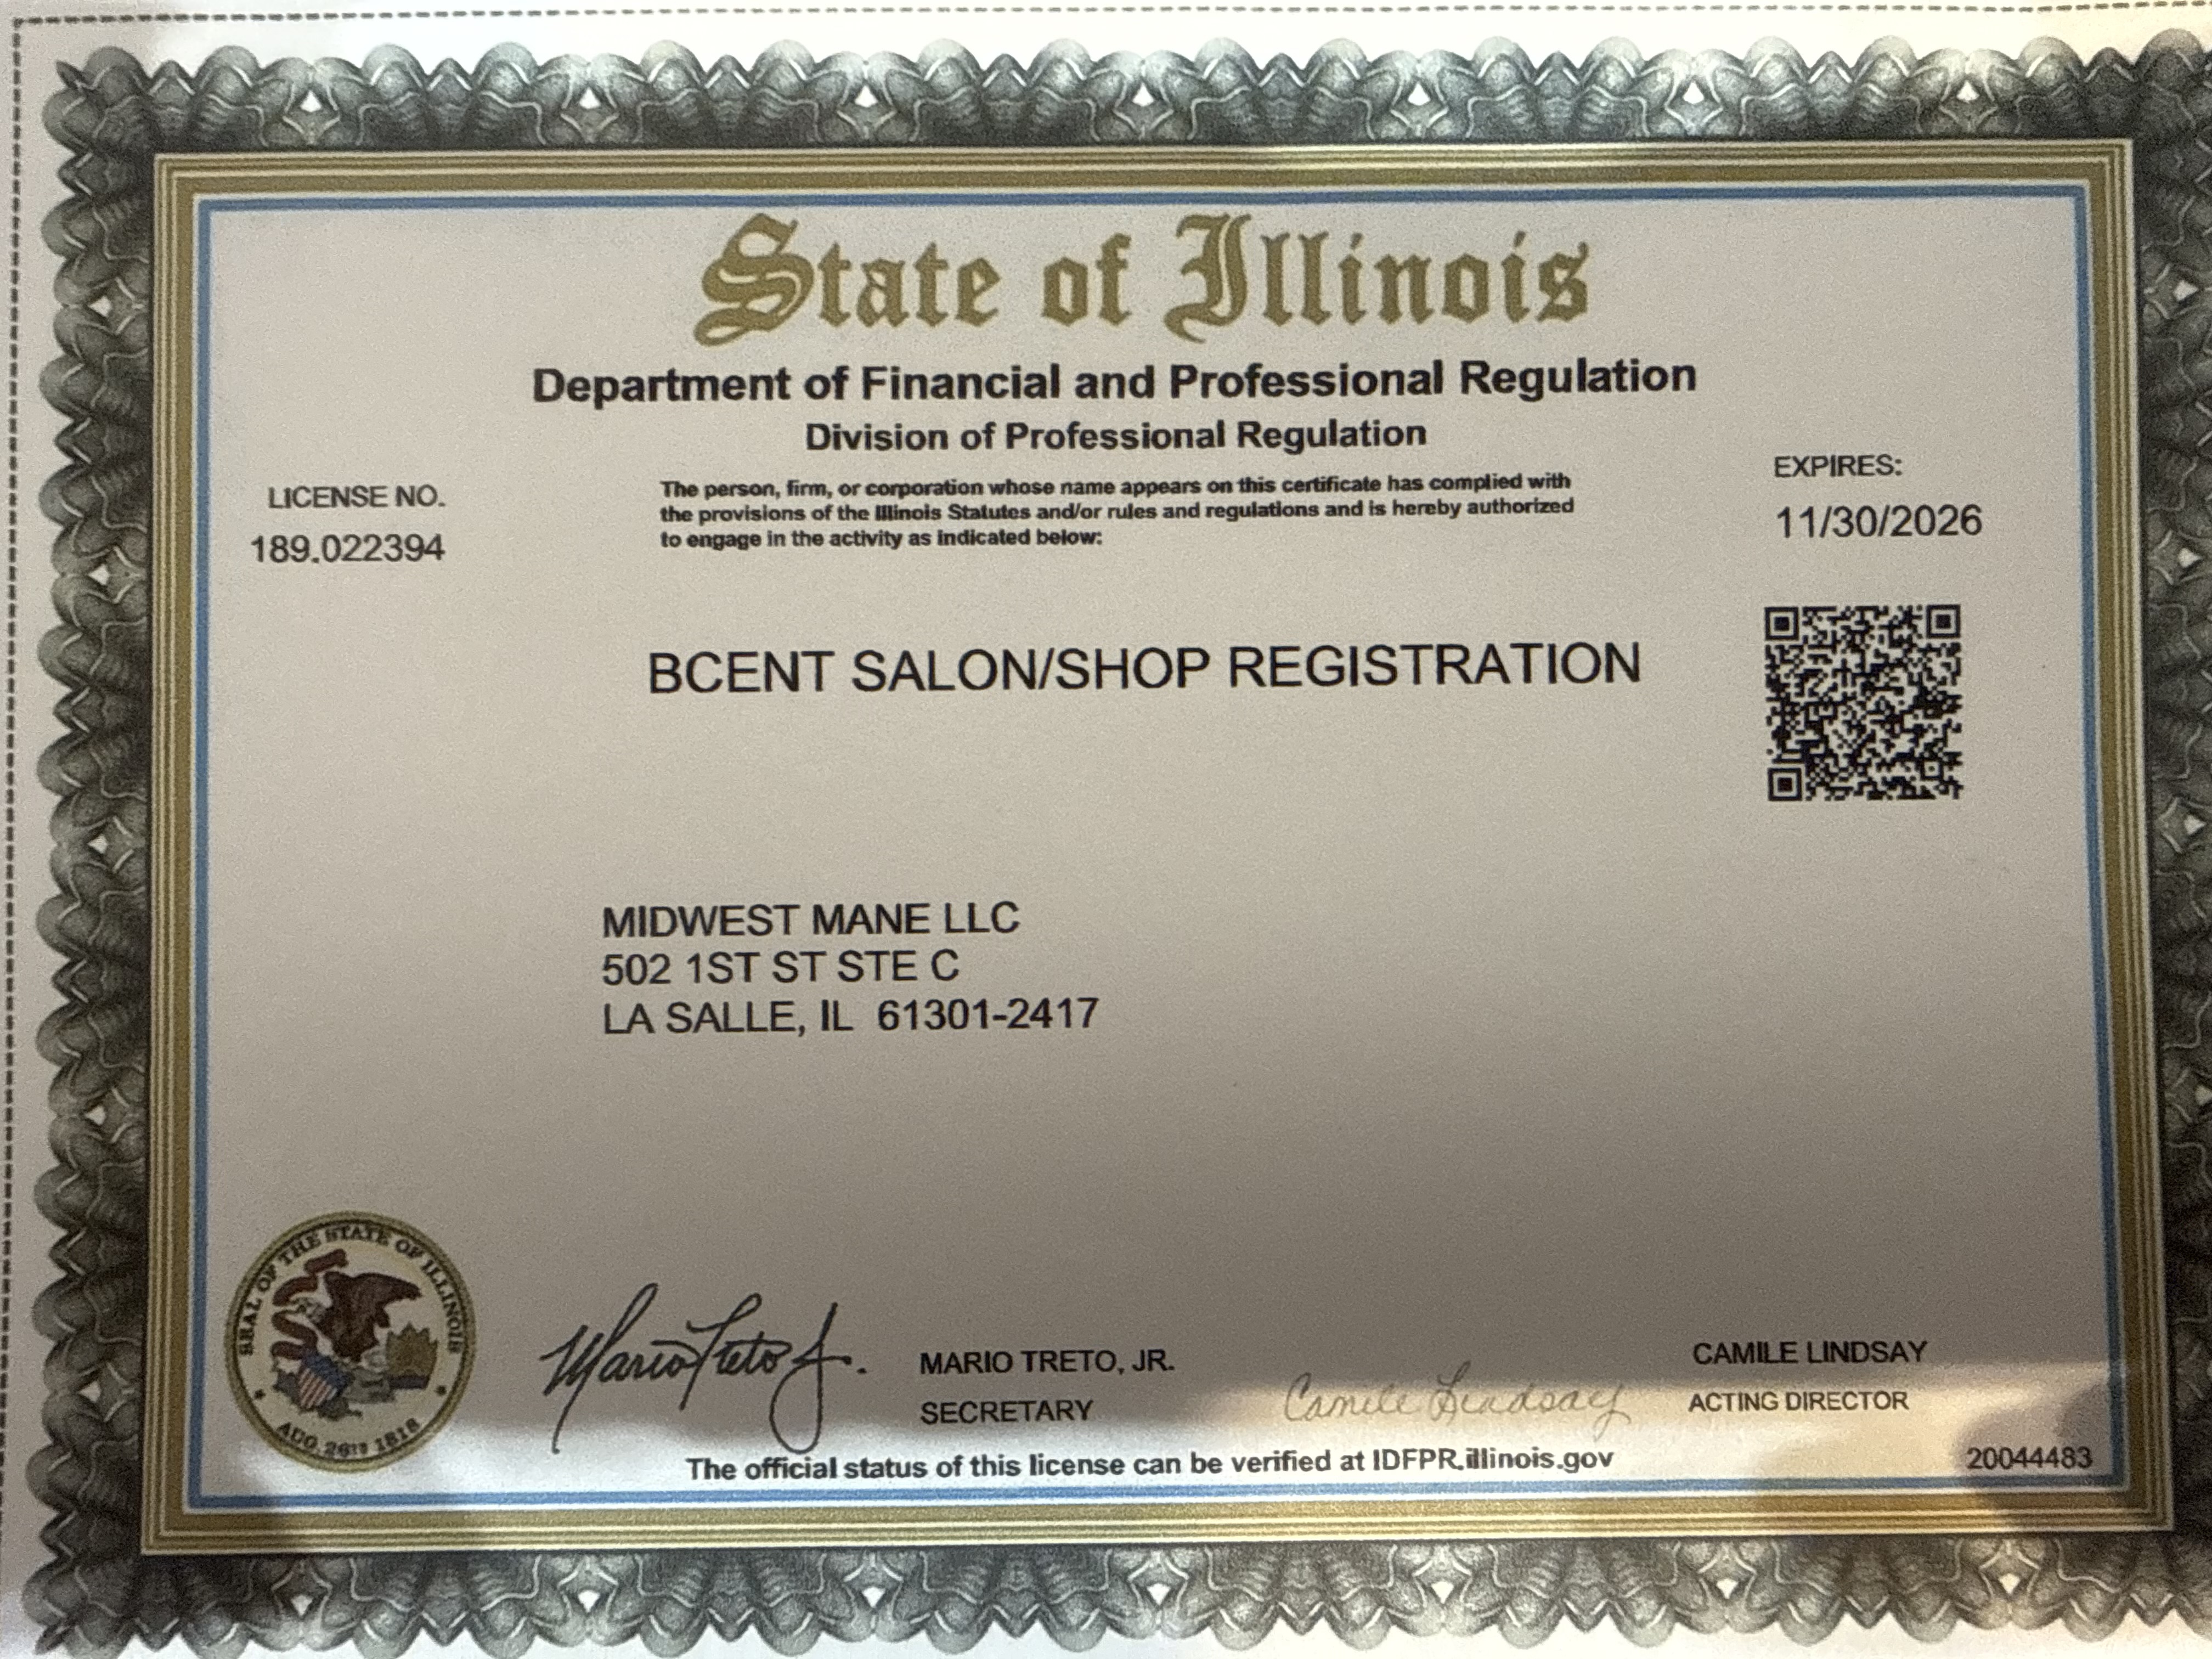 State of Illinois
Department of Financial and Professional Regulation
Division of Professional Regulation
LICENSE NO.
189.022394
The person, firm, or corporation whose name appears on this certificate has complied with
the provisions of the Illinois Statutes and/or rules and regulations and is hereby authorized
to engage in the activity as indicated below:
EXPIRES:
11/30/2026
BCENT SALON/SHOP REGISTRATION
MIDWEST MANE LLC
502 1ST ST STE C
LA SALLE, IL 61301-2417
SEAL OF THE STATE OF ILLINOIS
AUG. 26TH 1818
Mario Treto Jr.
MARIO TRETO, JR.
SECRETARY
Camile Lindsay
CAMILE LINDSAY
ACTING DIRECTOR
The official status of this license can be verified at IDFPR.illinois.gov
20044483